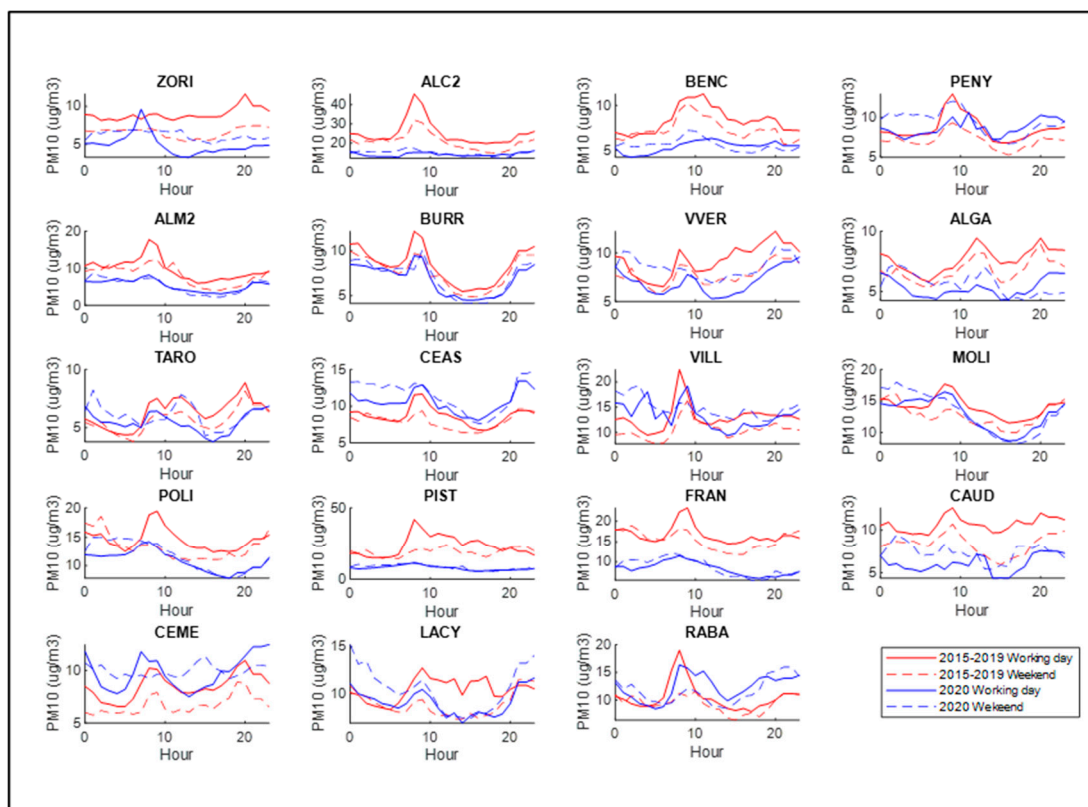 ZORI
PM10 (ug/m3)
10
5
0 10 20
Hour
ALC2
PM10 (ug/m3)
40
30
20
0 10 20
Hour
BENC
PM10 (ug/m3)
10
5
0 10 20
Hour
PENY
PM10 (ug/m3)
10
5
0 10 20
Hour
ALM2
PM10 (ug/m3)
20
10
0
0 10 20
Hour
BURR
PM10 (ug/m3)
10
5
0 10 20
Hour
VVER
PM10 (ug/m3)
10
5
0 10 20
Hour
ALGA
PM10 (ug/m3)
10
5
0 10 20
Hour
TARO
PM10 (ug/m3)
10
5
0 10 20
Hour
CEAS
PM10 (ug/m3)
15
10
5
0 10 20
Hour
VILL
PM10 (ug/m3)
20
15
10
0 10 20
Hour
MOLI
PM10 (ug/m3)
20
15
10
0 10 20
Hour
POLI
PM10 (ug/m3)
20
15
10
0 10 20
Hour
PIST
PM10 (ug/m3)
50
0
0 10 20
Hour
FRAN
PM10 (ug/m3)
20
15
10
0 10 20
Hour
CAUD
PM10 (ug/m3)
10
5
0 10 20
Hour
CEME
PM10 (ug/m3)
10
5
0 10 20
Hour
LACY
PM10 (ug/m3)
15
10
0 10 20
Hour
RABA
PM10 (ug/m3)
20
15
10
0 10 20
Hour
2015-2019 Working day
2015-2019 Weekend
2020 Working day
2020 Wekeend